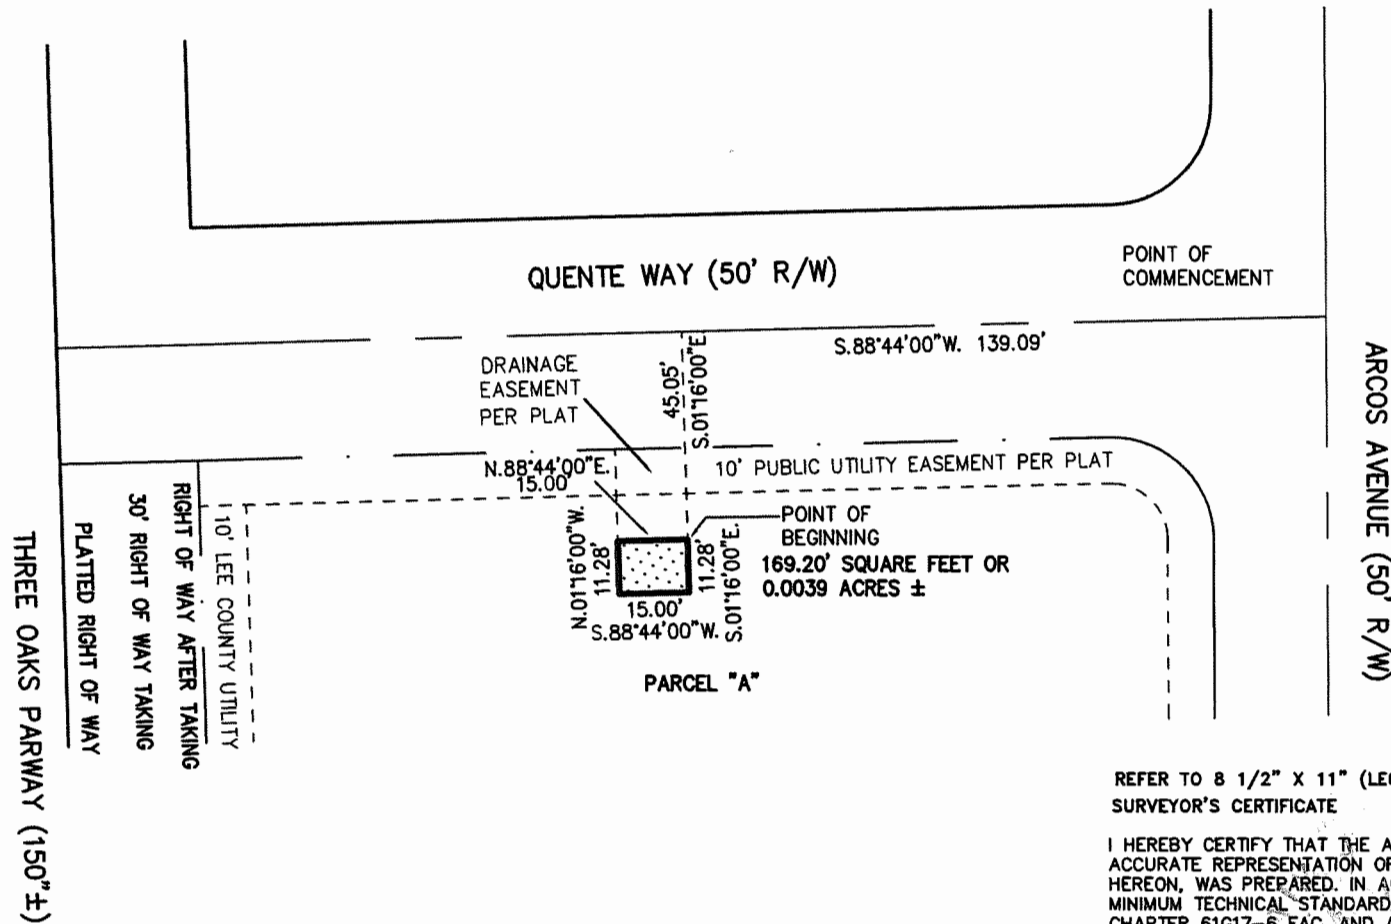 QUENTE WAY (50' R/W)
POINT OF
COMMENCEMENT
S.88°44'00"W. 139.09'
DRAINAGE
EASEMENT
PER PLAT
45.05'
S.01°16'00"E
N.88°44'00"E.
15.00'
10' PUBLIC UTILITY EASEMENT PER PLAT
POINT OF
BEGINNING
169.20' SQUARE FEET OR
0.0039 ACRES ±
N.01°16'00"W.
11.28'
11.28'
S.01°16'00"E.
15.00'
S.88°44'00"W.
PARCEL "A"
ARCOS AVENUE (50' R/W)
THREE OAKS PARWAY (150"±)
PLATTED RIGHT OF WAY
30' RIGHT OF WAY TAKING
RIGHT OF WAY AFTER TAKING
10' LEE COUNTY UTILITY
REFER TO 8 1/2" X 11"
SURVEYOR'S CERTIFICATE
I HEREBY CERTIFY THAT THE
ACCURATE REPRESENTATION
HEREON, WAS PREPARED. IN
MINIMUM TECHNICAL
CHAPTER 61G17-6 FAC. AND